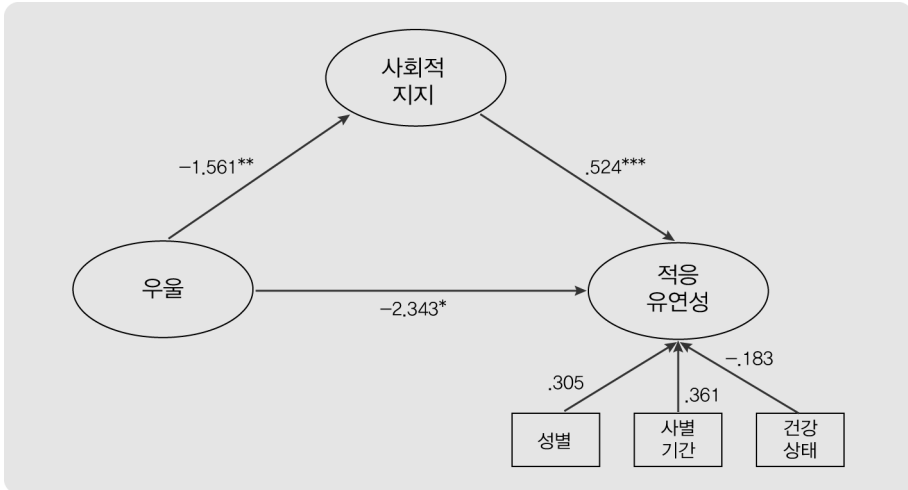 사회적
지지
−1.561**
.524***
우울
적응
유연성
−2.343*
.305
.361
−.183
성별
사별
기간
건강
상태